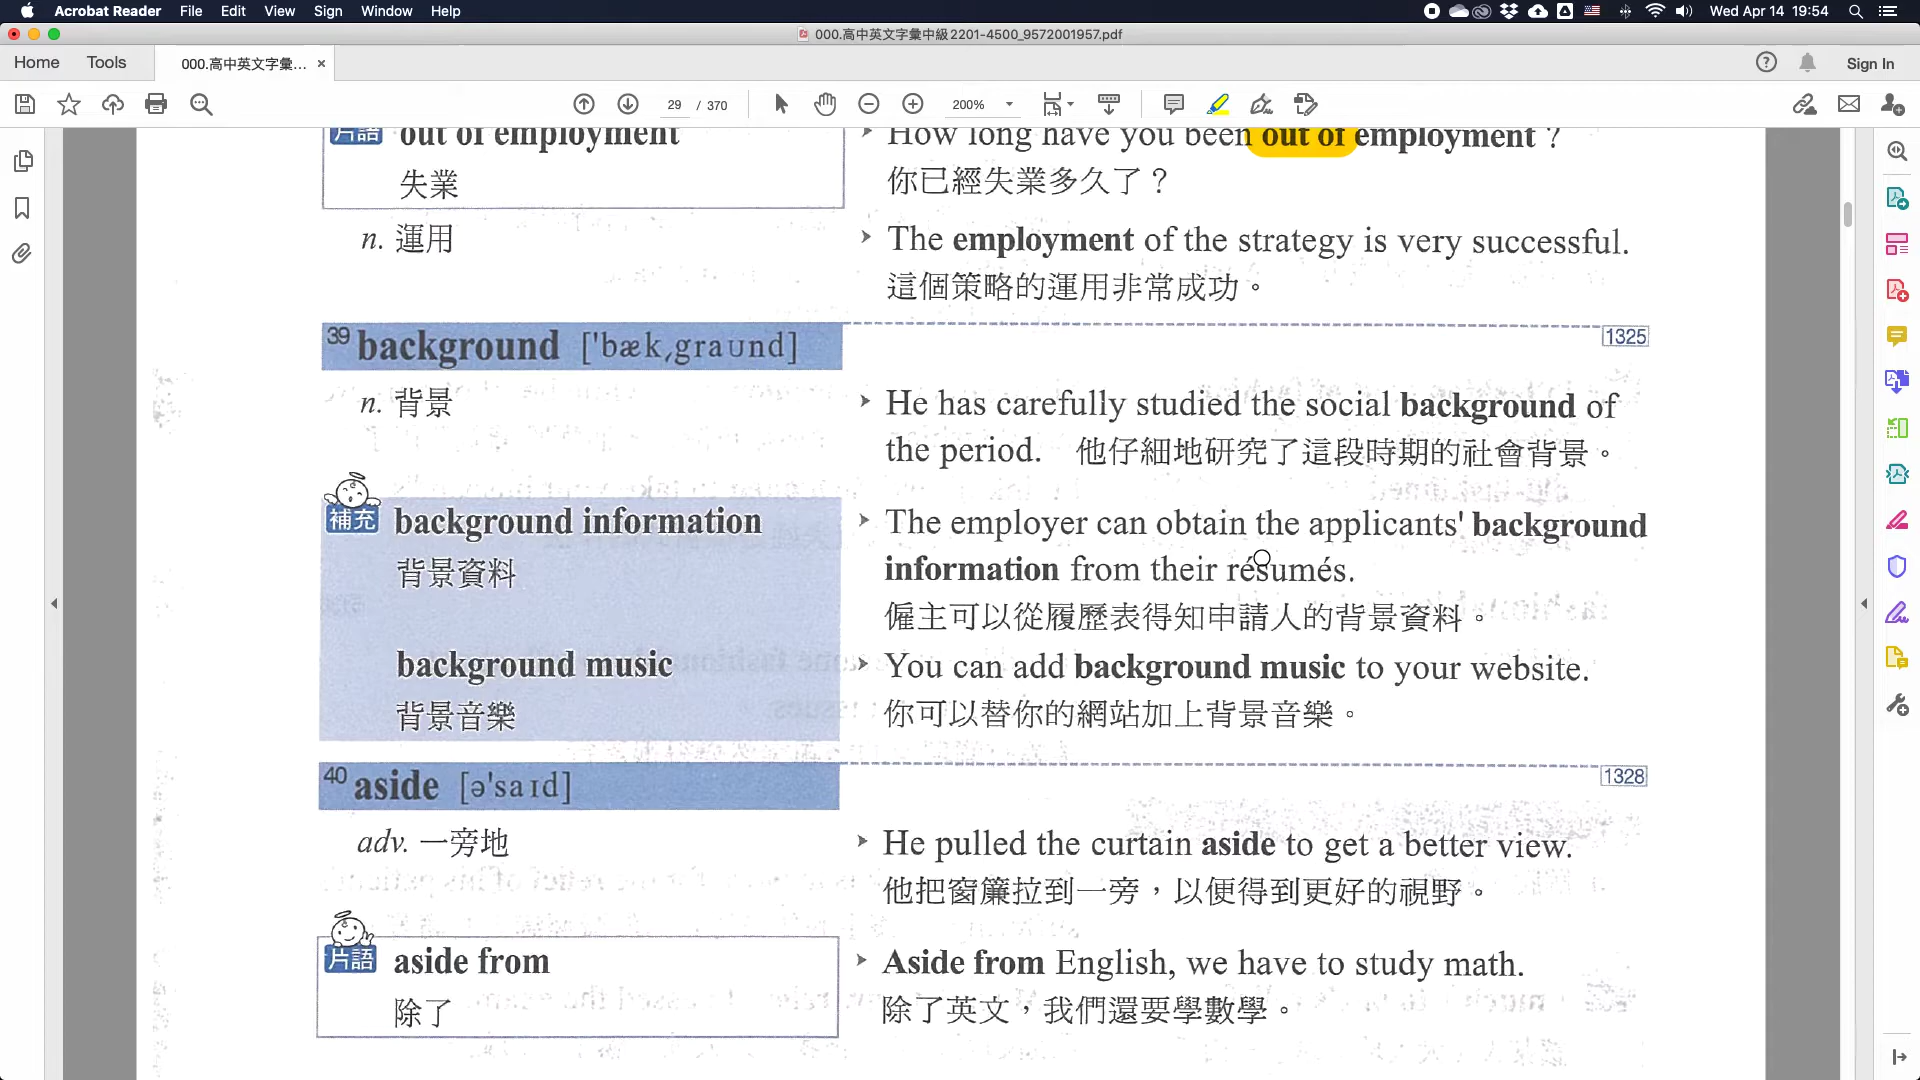 Acrobat Reader File Edit View Sign Window Help Wed Apr 14 19:54
000.高中英文字彙中級2201-4500_9572001957.pdf
Home Tools 000.高中英文字彙... × Sign In
29 / 370 200%
片語 out of employment
失業
How long have you been out of employment ?
你已經失業多久了？
n. 運用
The employment of the strategy is very successful.
這個策略的運用非常成功。
39 background [ˈbækˌgraʊnd] 1325
n. 背景
He has carefully studied the social background of
the period. 他仔細地研究了這段時期的社會背景。
補充 background information
背景資料
The employer can obtain the applicants' background
information from their résumés.
僱主可以從履歷表得知申請人的背景資料。
background music
背景音樂
You can add background music to your website.
你可以替你的網站加上背景音樂。
40 aside [əˈsaɪd] 1328
adv. 一旁地
He pulled the curtain aside to get a better view.
他把窗簾拉到一旁，以便得到更好的視野。
片語 aside from
除了
Aside from English, we have to study math.
除了英文，我們還要學數學。